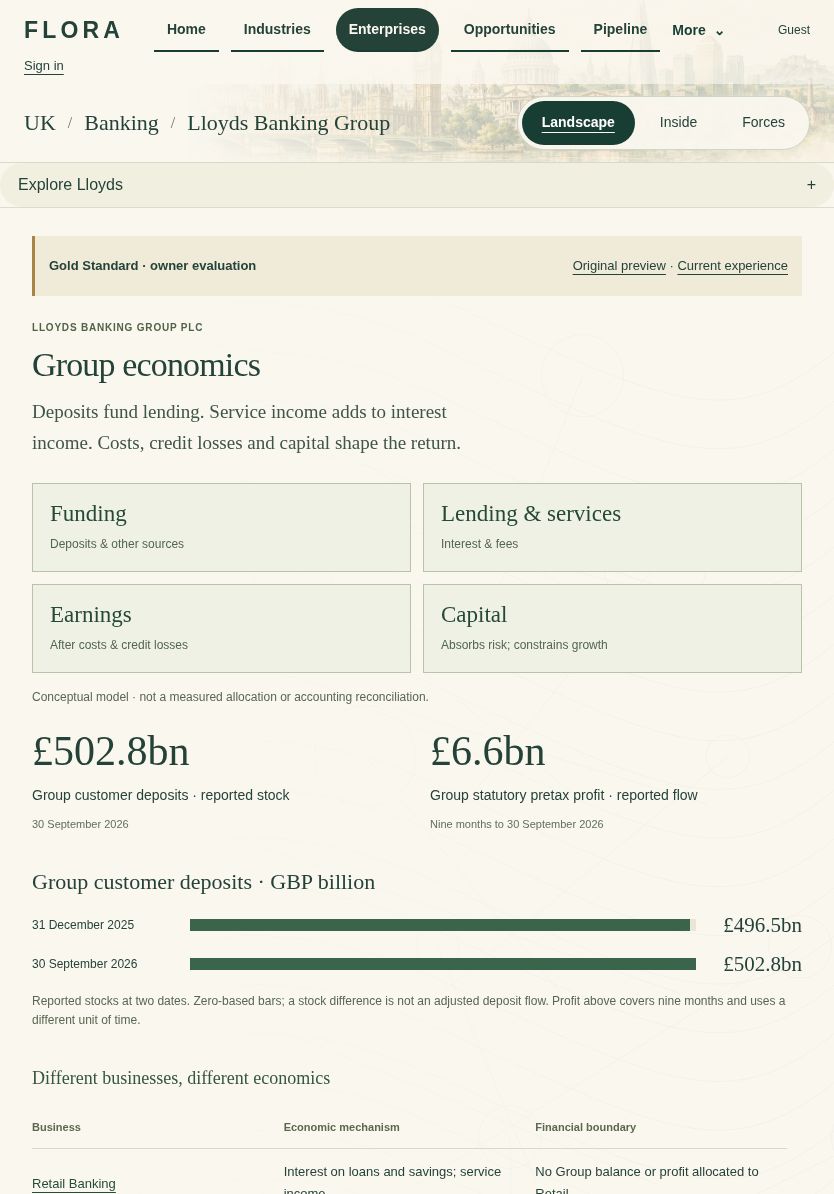 FLORA
Home
Industries
Enterprises
Opportunities
Pipeline
More
Guest
Sign in
UK / Banking / Lloyds Banking Group
Landscape
Inside
Forces
Explore Lloyds +
Gold Standard · owner evaluation
Original preview · Current experience
LLOYDS BANKING GROUP PLC
Group economics
Deposits fund lending. Service income adds to interest
income. Costs, credit losses and capital shape the return.
Funding
Deposits & other sources
Lending & services
Interest & fees
Earnings
After costs & credit losses
Capital
Absorbs risk; constrains growth
Conceptual model · not a measured allocation or accounting reconciliation.
£502.8bn
Group customer deposits · reported stock
30 September 2026
£6.6bn
Group statutory pretax profit · reported flow
Nine months to 30 September 2026
Group customer deposits · GBP billion
31 December 2025 £496.5bn
30 September 2026 £502.8bn
Reported stocks at two dates. Zero-based bars; a stock difference is not an adjusted deposit flow. Profit above covers nine months and uses a
different unit of time.
Different businesses, different economics
Business
Economic mechanism
Financial boundary
Retail Banking
Interest on loans and savings; service
income
No Group balance or profit allocated to
Retail